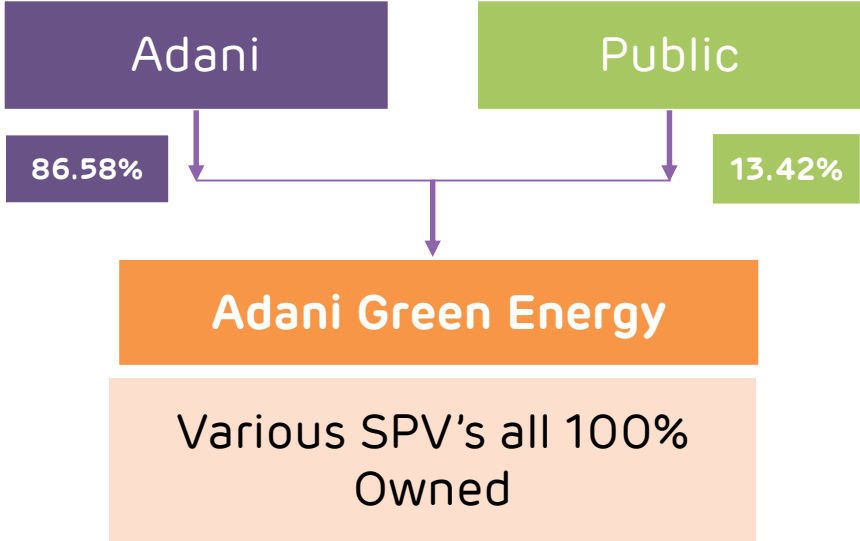 Adani
Public
86.58%
13.42%
Adani Green Energy
Various SPV’s all 100%
Owned